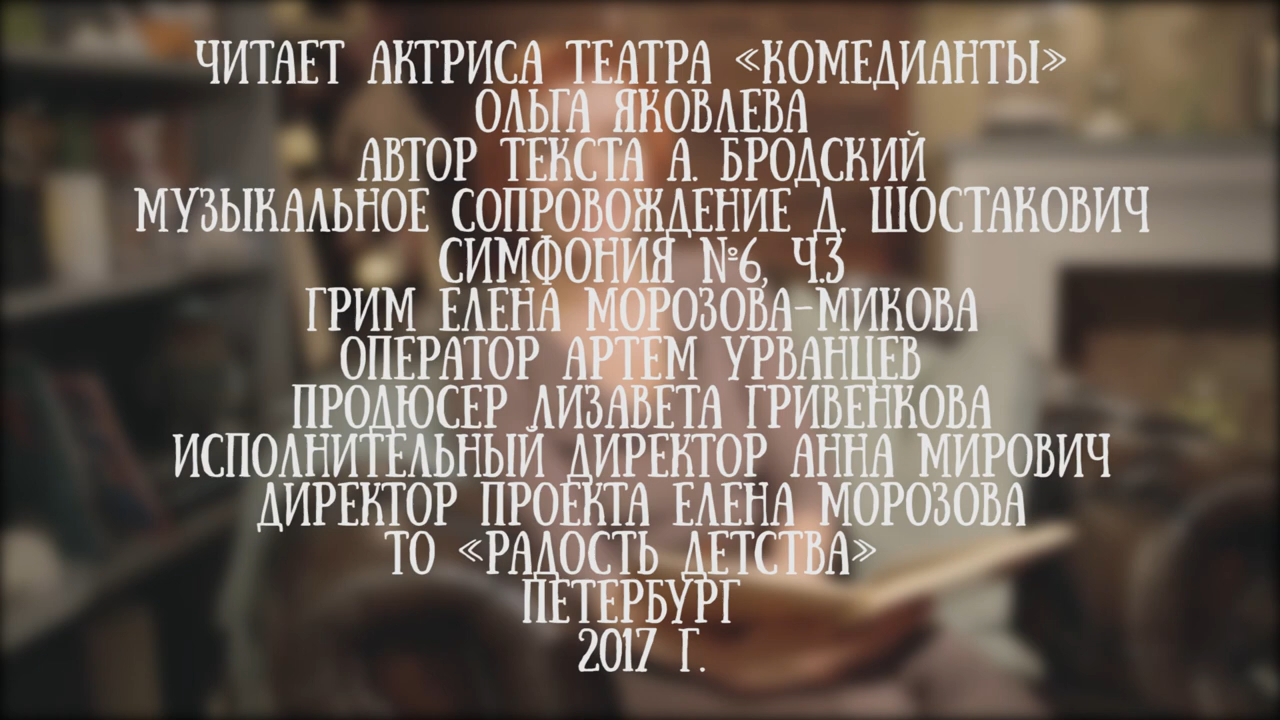 ЧИТАЕТ АКТРИСА ТЕАТРА «КОМЕДИАНТЫ»
ОЛЬГА ЯКОВЛЕВА
АВТОР ТЕКСТА А. БРОДСКИЙ
МУЗЫКАЛЬНОЕ СОПРОВОЖДЕНИЕ Д. ШОСТАКОВИЧ
СИМФОНИЯ №6, Ч.3
ГРИМ ЕЛЕНА МОРОЗОВА-МИКОВА
ОПЕРАТОР АРТЕМ УРВАНЦЕВ
ПРОДЮСЕР ЛИЗАВЕТА ГРИВЕНКОВА
ИСПОЛНИТЕЛЬНЫЙ ДИРЕКТОР АННА МИРОВИЧ
ДИРЕКТОР ПРОЕКТА ЕЛЕНА МОРОЗОВА
ТО «РАДОСТЬ ДЕТСТВА»
ПЕТЕРБУРГ
2017 Г.